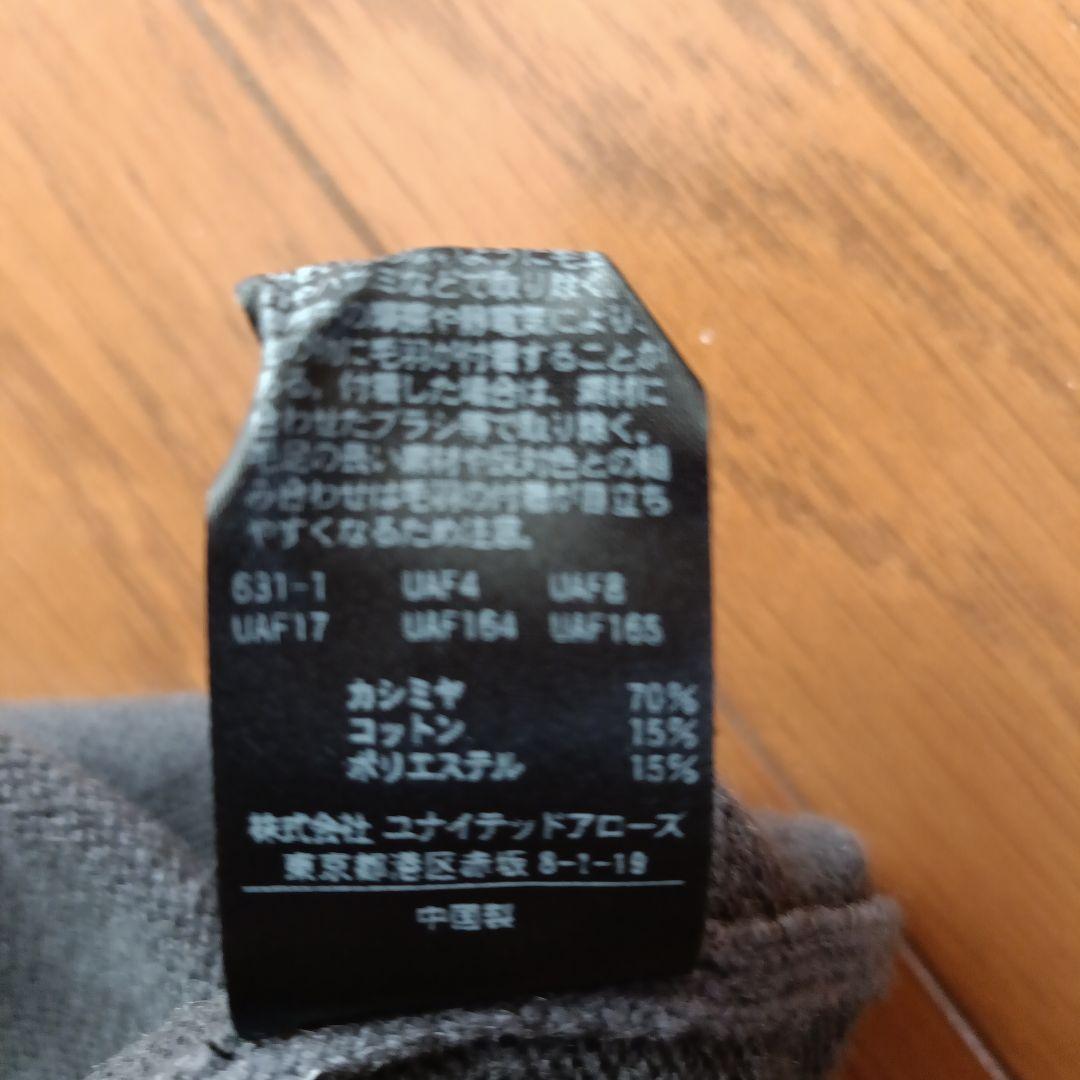 などで取り除く
の摩擦や静電気により、
に毛羽が付着することが
る。付着した場合は、素材に
わせたブラシ等で取り除く。
毛足の長い素材や反対色との組
み合わせは毛羽の付着が目立ち
やすくなるため注意。
631-1 UAF4 UAF8
UAF17 UAF164 UAF165
カシミヤ 70%
コットン 15%
ポリエステル 15%
株式会社 ユナイテッドアローズ
東京都港区赤坂 8-1-19
中国製